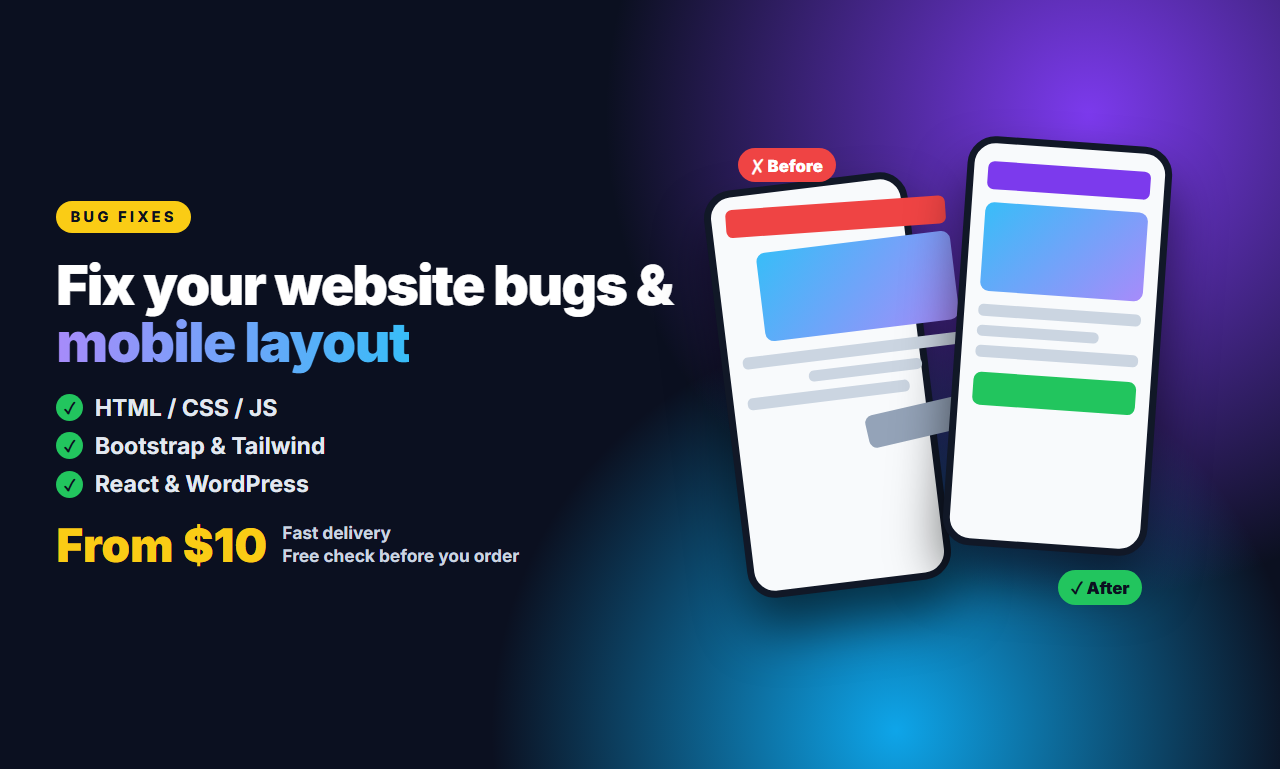 BUG FIXES
Fix your website bugs &
mobile layout
✓ HTML / CSS / JS
✓ Bootstrap & Tailwind
✓ React & WordPress
From $10
Fast delivery
Free check before you order
✗ Before
✓ After